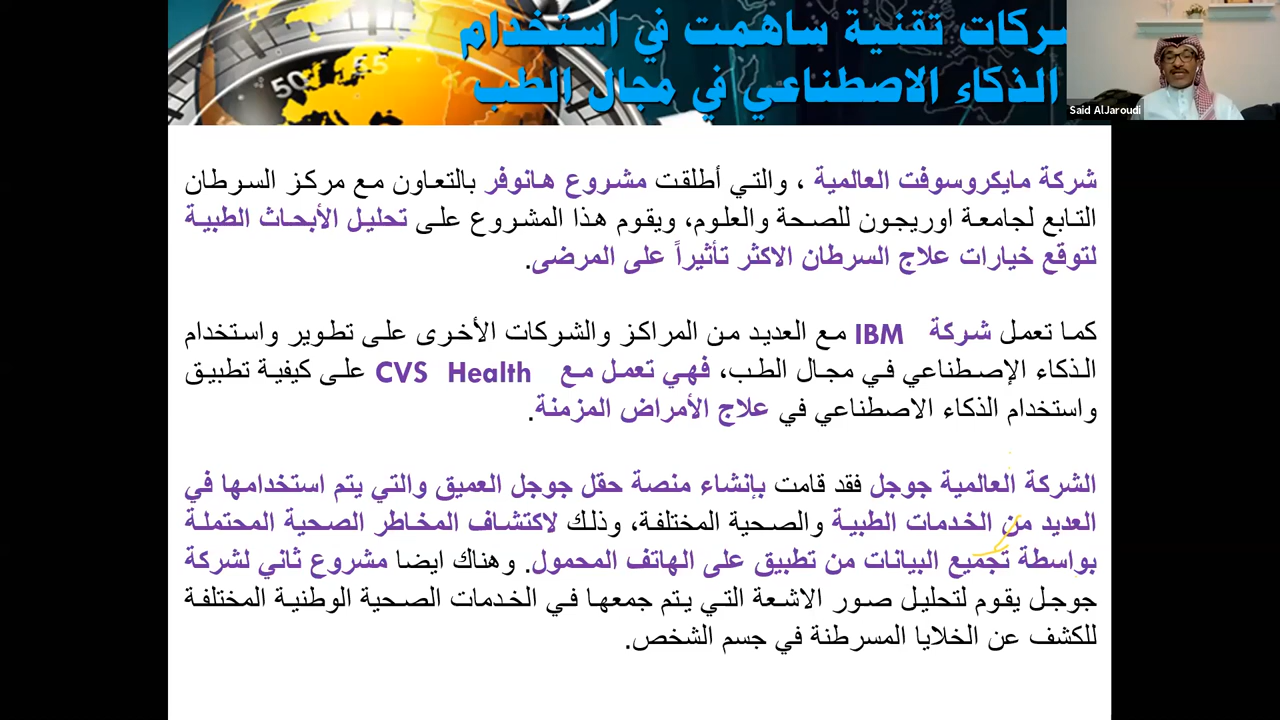 شركات تقنية ساهمت في استخدام
الذكاء الاصطناعي في مجال الطب
Said AlJaroudi
شركة مايكروسوفت العالمية ، والتي أطلقت مشروع هانوفر بالتعاون مع مركز السرطان
التابع لجامعة اوريجون للصحة والعلوم، ويقوم هذا المشروع على تحليل الأبحاث الطبية
لتوقع خيارات علاج السرطان الاكثر تأثيراً على المرضى.
كما تعمل شركة IBM مع العديد من المراكز والشركات الأخرى على تطوير واستخدام
الذكاء الإصطناعي في مجال الطب، فهي تعمل مع CVS Health على كيفية تطبيق
واستخدام الذكاء الاصطناعي في علاج الأمراض المزمنة.
الشركة العالمية جوجل فقد قامت بإنشاء منصة حقل جوجل العميق والتي يتم استخدامها في
العديد من الخدمات الطبية والصحية المختلفة، وذلك لاكتشاف المخاطر الصحية المحتملة
بواسطة تجميع البيانات من تطبيق على الهاتف المحمول. وهناك ايضا مشروع ثاني لشركة
جوجل يقوم لتحليل صور الاشعة التي يتم جمعها في الخدمات الصحية الوطنية المختلفة
للكشف عن الخلايا المسرطنة في جسم الشخص.